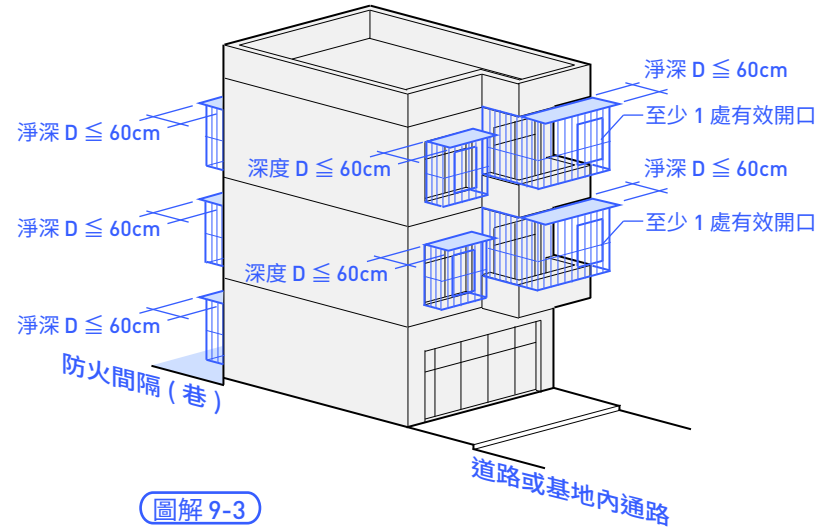 淨深 D ≦ 60cm
至少 1 處有效開口
淨深 D ≦ 60cm
深度 D ≦ 60cm
淨深 D ≦ 60cm
至少 1 處有效開口
淨深 D ≦ 60cm
深度 D ≦ 60cm
淨深 D ≦ 60cm
防火間隔 ( 巷 )
道路或基地內通路
圖解 9-3